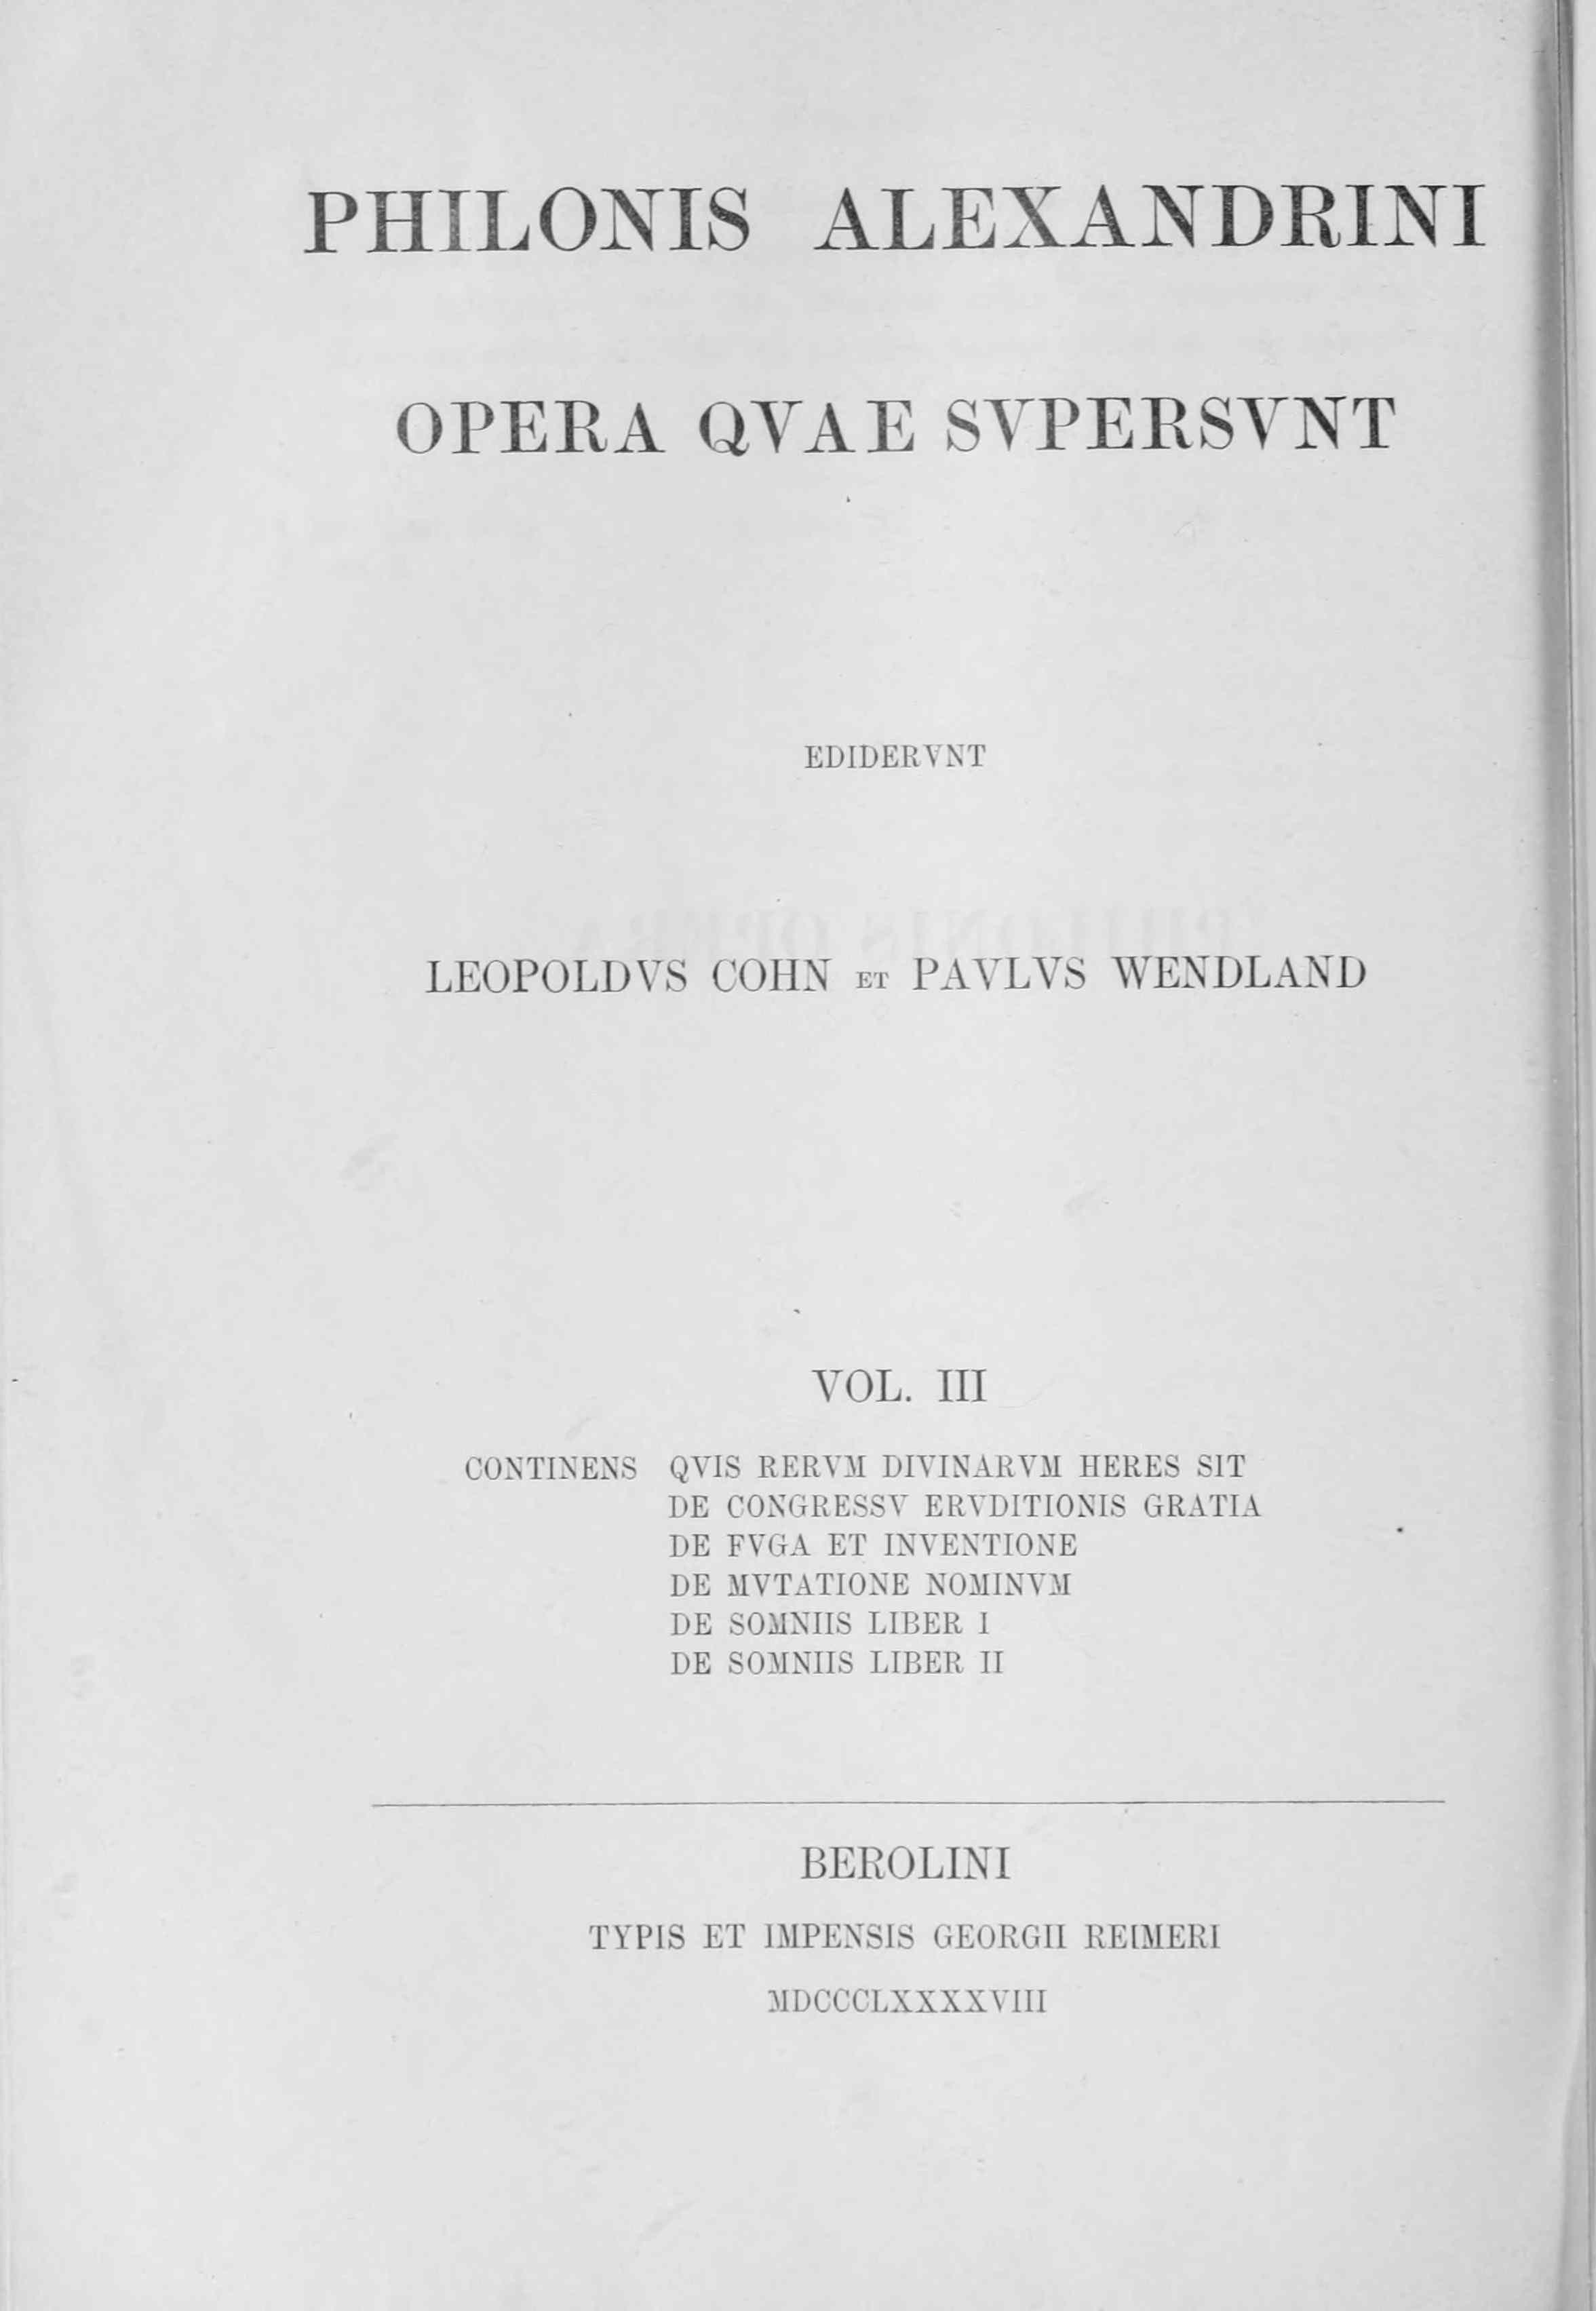 PHILONIS ALEXANDRINI
OPERA QVAE SVPERSVNT
EDIDERVNT
LEOPOLDVS COHN ET PAVLVS WENDLAND
VOL. III
CONTINENS QVIS RERVM DIVINARVM HERES SIT
DE CONGRESSV ERVDITIONIS GRATIA
DE FVGA ET INVENTIONE
DE MVTATIONE NOMINVM
DE SOMNIIS LIBER I
DE SOMNIIS LIBER II
BEROLINI
TYPIS ET IMPENSIS GEORGII REIMERI
MDCCCLXXXXVIII